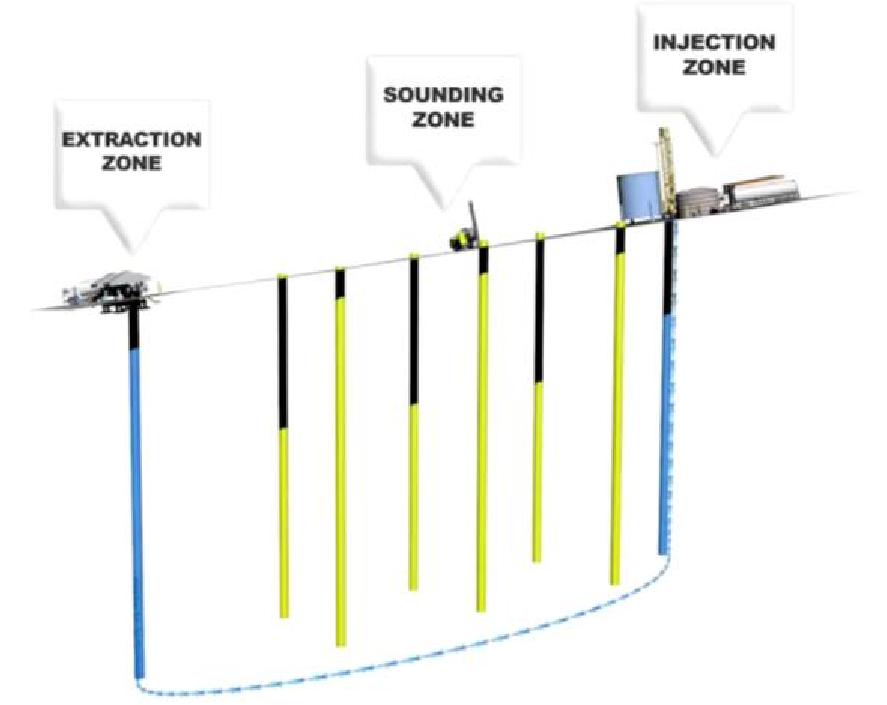 EXTRACTION
ZONE
SOUNDING
ZONE
INJECTION
ZONE